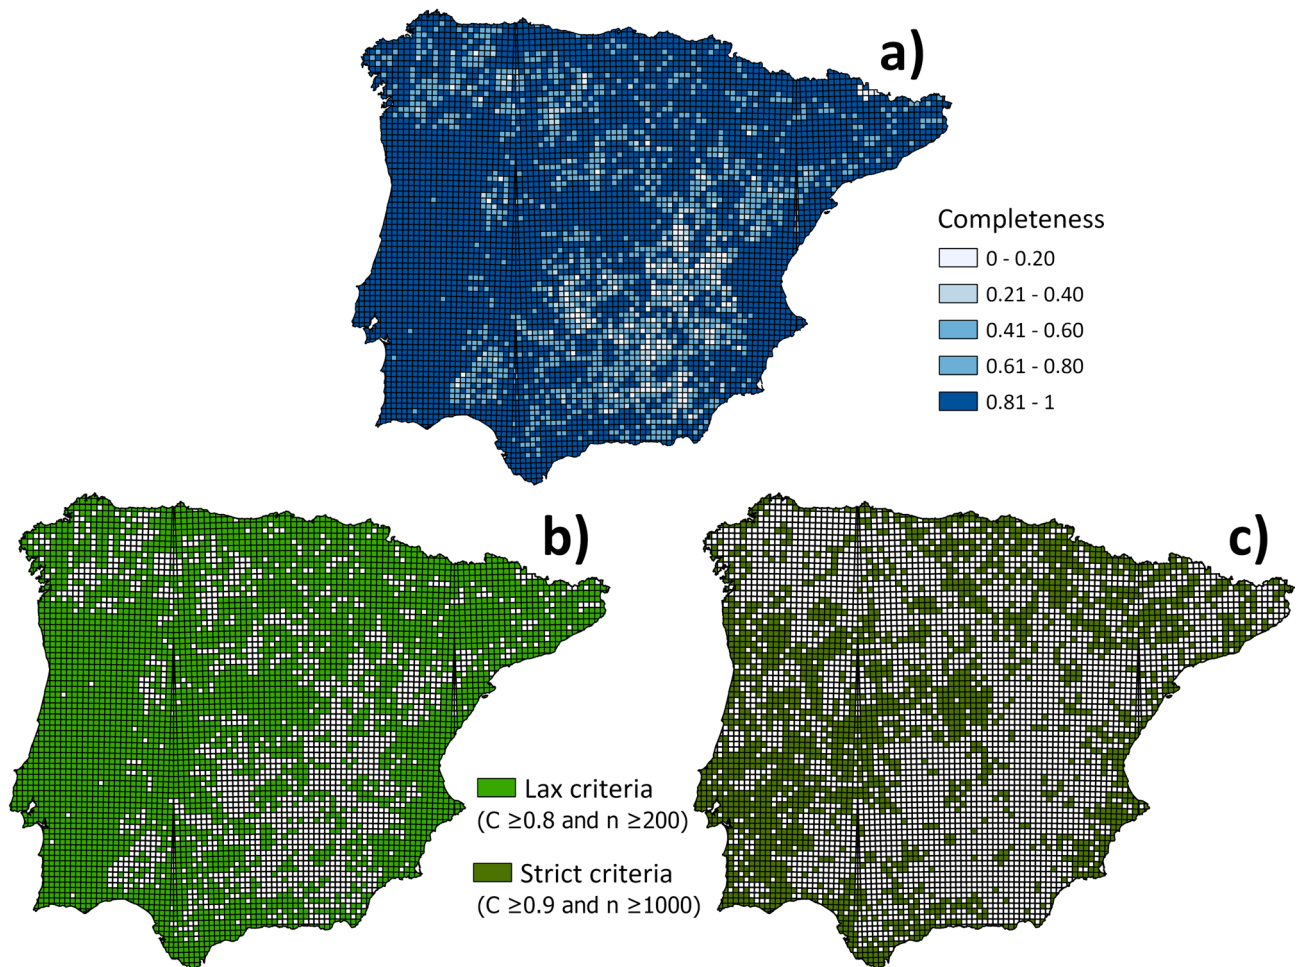 a)
Completeness
0 - 0.20
0.21 - 0.40
0.41 - 0.60
0.61 - 0.80
0.81 - 1
b)
c)
Lax criteria
(C ≥0.8 and n ≥200)
Strict criteria
(C ≥0.9 and n ≥1000)